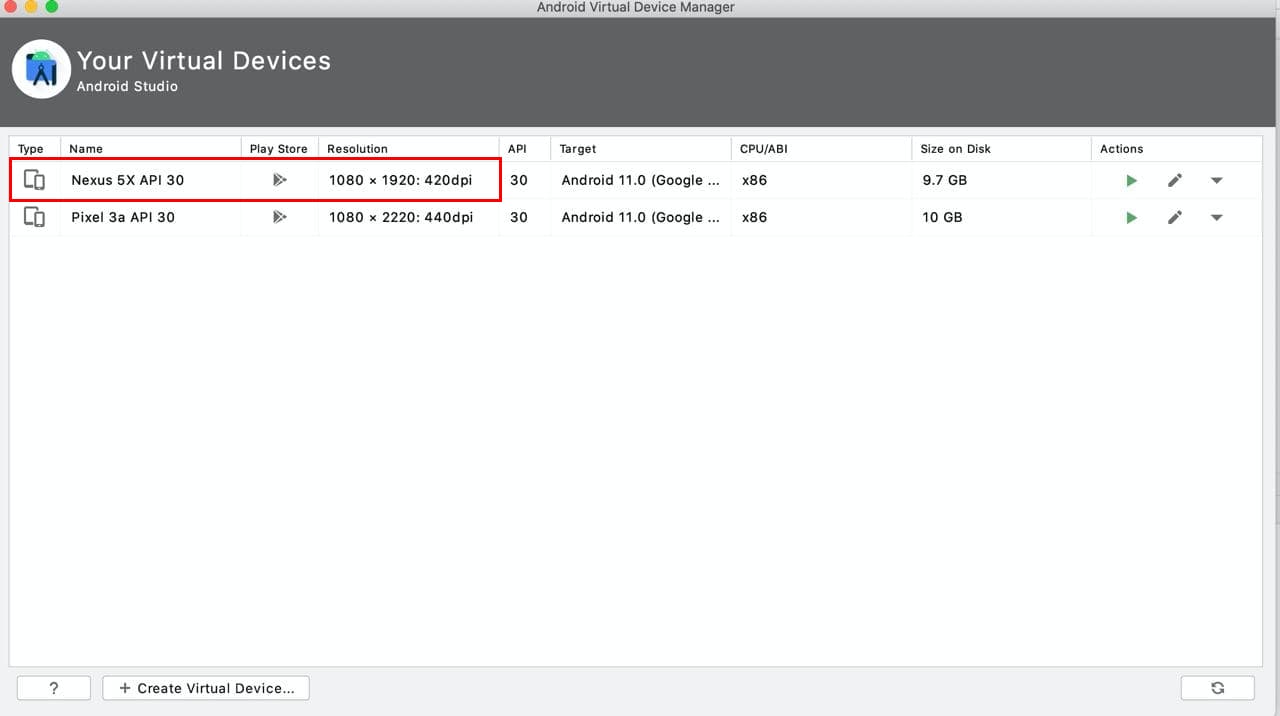 Android Virtual Device Manager
Your Virtual Devices
Android Studio
Type Name Play Store Resolution API Target CPU/ABI Size on Disk Actions
Nexus 5X API 30 1080 × 1920: 420dpi 30 Android 11.0 (Google ... x86 9.7 GB
Pixel 3a API 30 1080 × 2220: 440dpi 30 Android 11.0 (Google ... x86 10 GB
? + Create Virtual Device...